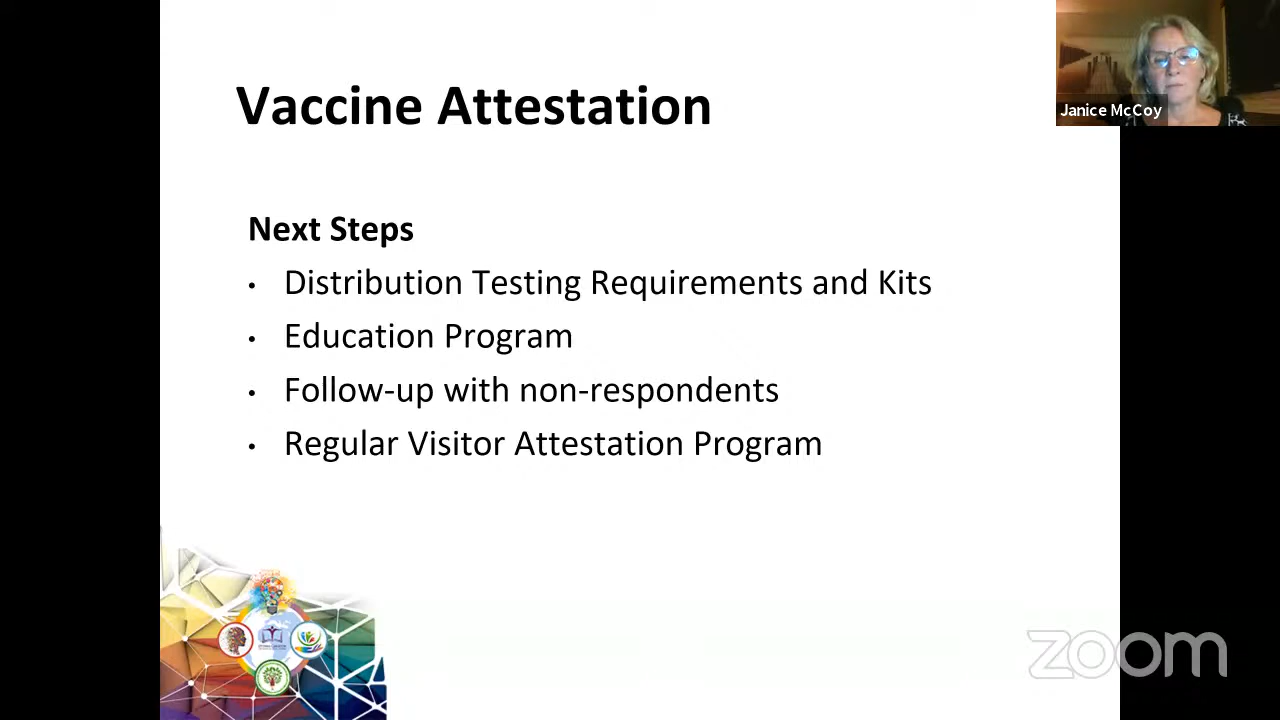 Vaccine Attestation
Janice McCoy
Next Steps
• Distribution Testing Requirements and Kits
• Education Program
• Follow-up with non-respondents
• Regular Visitor Attestation Program
zoom